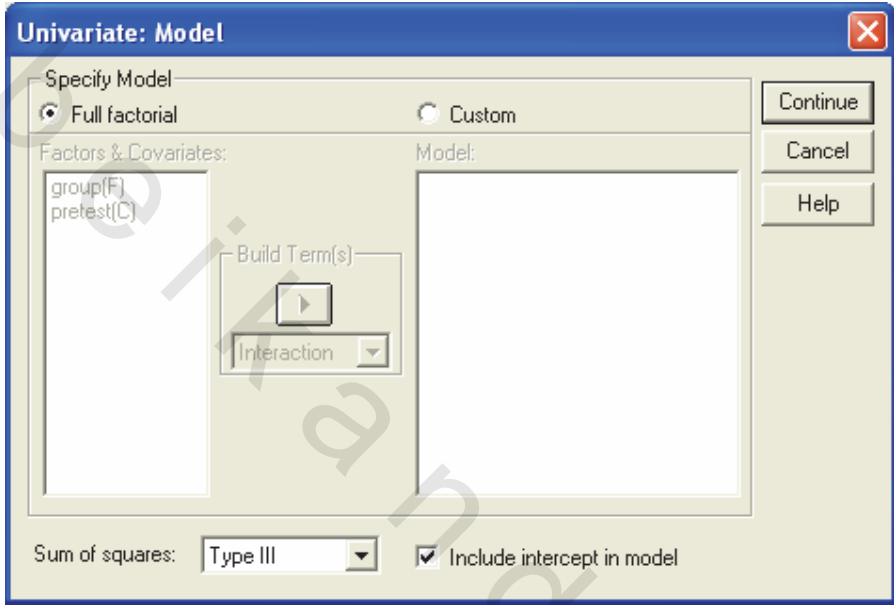 Univariate: Model
Specify Model
Full factorial
Custom
Continue
Cancel
Help
Factors & Covariates:
Model:
group(F)
pretest(C)
Build Term(s)
Interaction
Sum of squares:
Type III
Include intercept in model
beikand